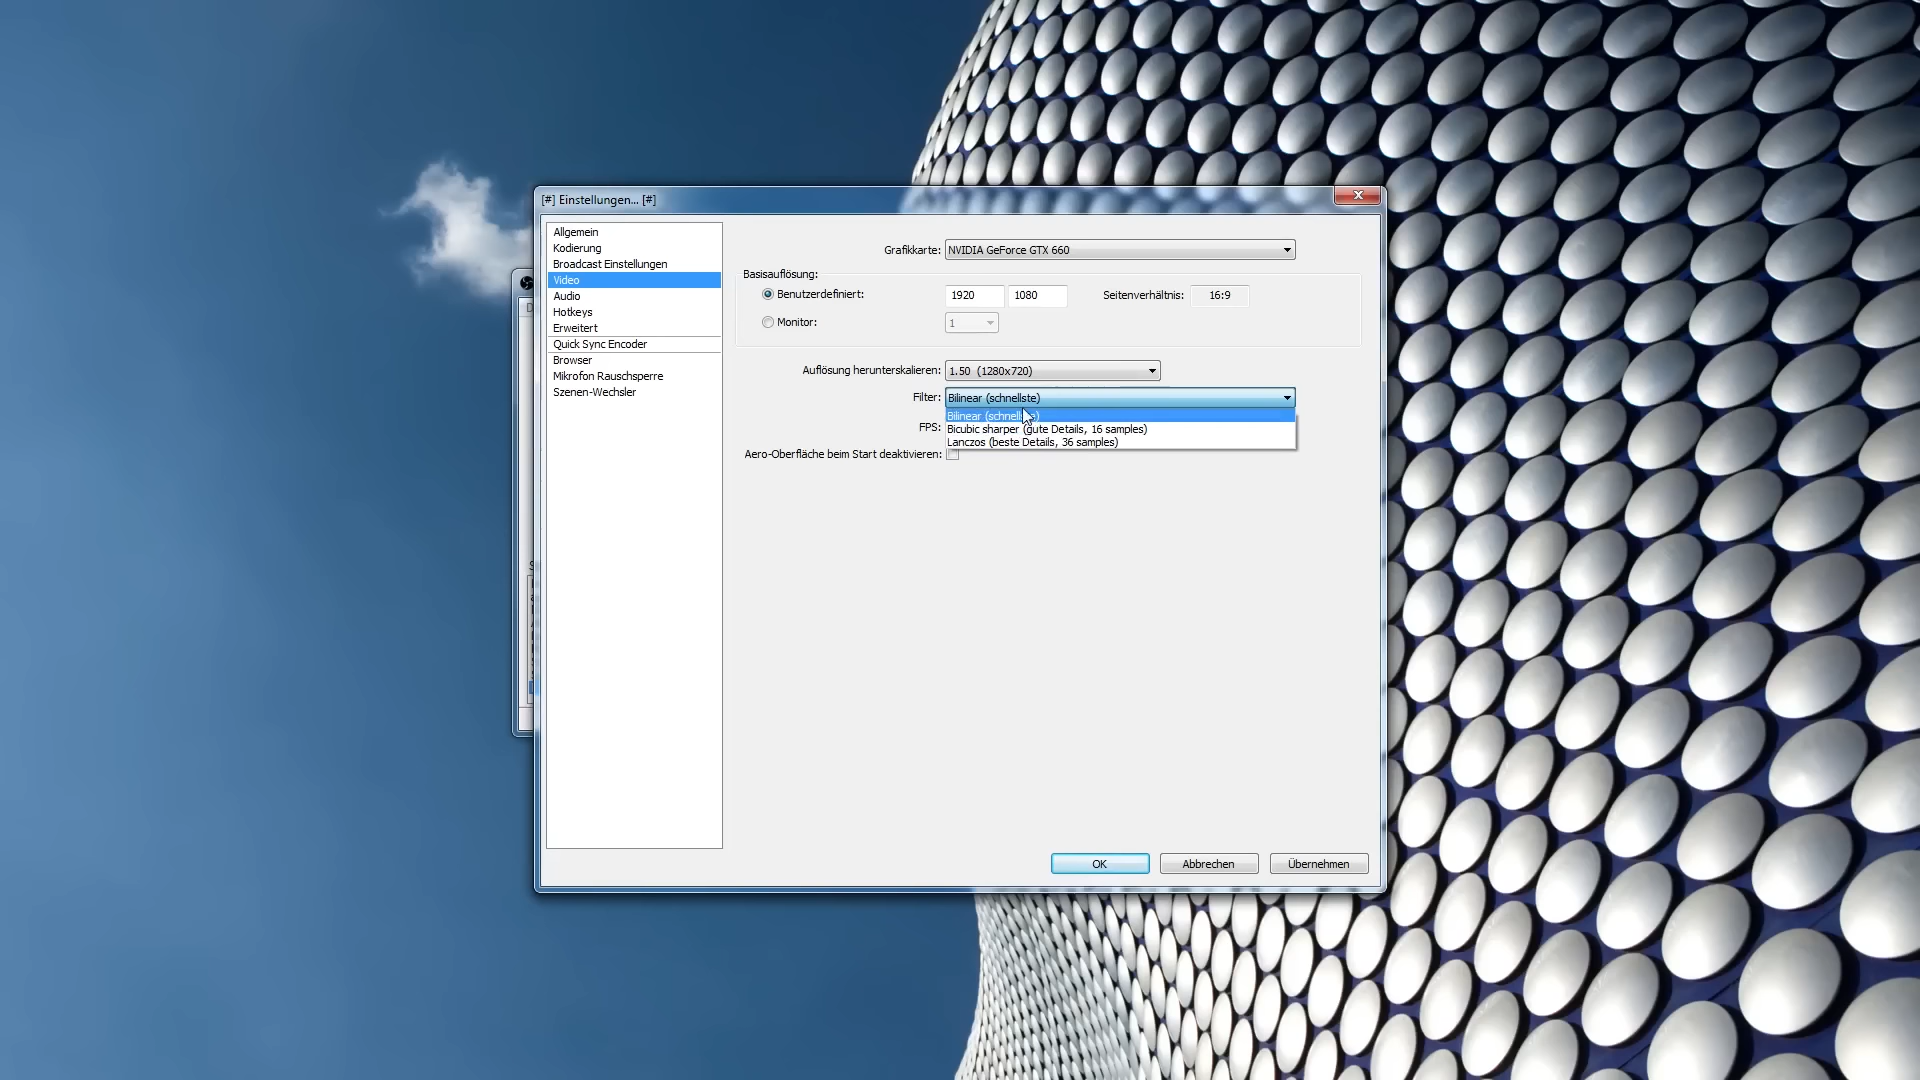 [#] Einstellungen... [#]
Allgemein
Kodierung
Broadcast Einstellungen
Video
Audio
Hotkeys
Erweitert
Quick Sync Encoder
Browser
Mikrofon Rauschsperre
Szenen-Wechsler
Grafikkarte: NVIDIA GeForce GTX 660
Basisauflösung:
Benutzerdefiniert: 1920 1080 Seitenverhältnis: 16:9
Monitor: 1
Auflösung herunterskalieren: 1.50 (1280x720)
Filter: Bilinear (schnellste)
Bilinear (schnellste)
FPS: Bicubic sharper (gute Details, 16 samples)
Lanczos (beste Details, 36 samples)
Aero-Oberfläche beim Start deaktivieren:
OK Abbrechen Übernehmen